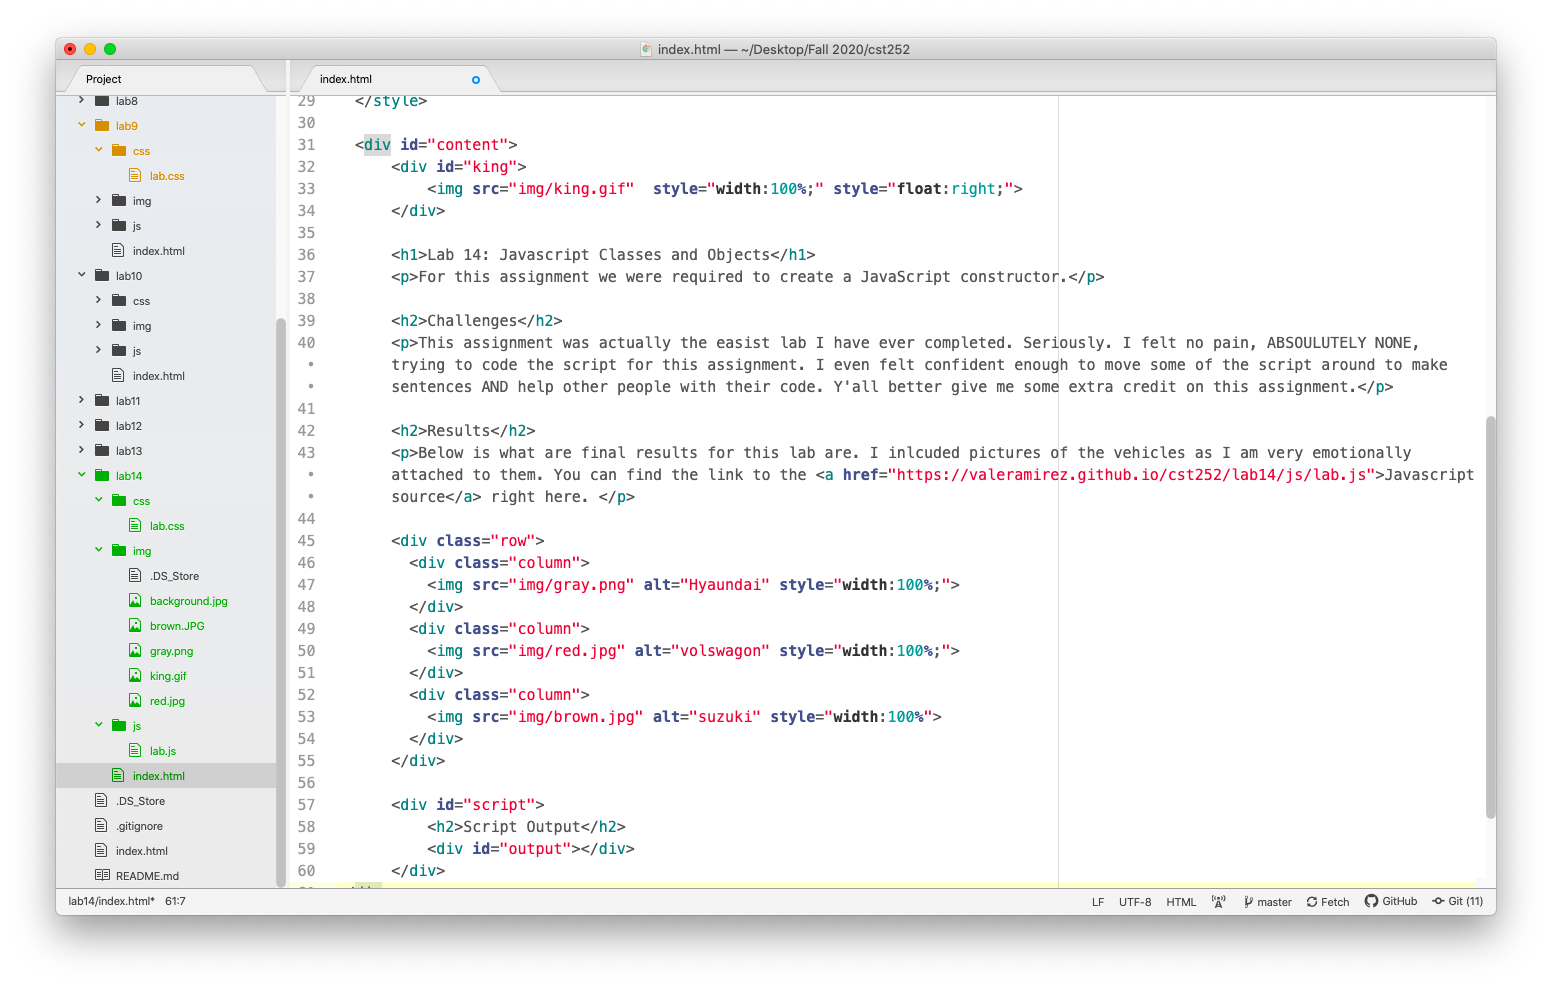 index.html — ~/Desktop/Fall 2020/cst252
Project
index.html
lab8
lab9
css
lab.css
img
js
index.html
lab10
css
img
js
index.html
lab11
lab12
lab13
lab14
css
lab.css
img
.DS_Store
background.jpg
brown.JPG
gray.png
king.gif
red.jpg
js
lab.js
index.html
.DS_Store
.gitignore
index.html
README.md
29 </style>
30
31 <div id="content">
32 <div id="king">
33 <img src="img/king.gif"  style="width:100%;" style="float:right;">
34 </div>
35
36 <h1>Lab 14: Javascript Classes and Objects</h1>
37 <p>For this assignment we were required to create a JavaScript constructor.</p>
38
39 <h2>Challenges</h2>
40 <p>This assignment was actually the easist lab I have ever completed. Seriously. I felt no pain, ABSOULUTELY NONE,
• trying to code the script for this assignment. I even felt confident enough to move some of the script around to make
• sentences AND help other people with their code. Y'all better give me some extra credit on this assignment.</p>
41
42 <h2>Results</h2>
43 <p>Below is what are final results for this lab are. I inlcuded pictures of the vehicles as I am very emotionally
• attached to them. You can find the link to the <a href="https://valeramirez.github.io/cst252/lab14/js/lab.js">Javascript
• source</a> right here. </p>
44
45 <div class="row">
46 <div class="column">
47 <img src="img/gray.png" alt="Hyaundai" style="width:100%;">
48 </div>
49 <div class="column">
50 <img src="img/red.jpg" alt="volswagon" style="width:100%;">
51 </div>
52 <div class="column">
53 <img src="img/brown.jpg" alt="suzuki" style="width:100%">
54 </div>
55 </div>
56
57 <div id="script">
58 <h2>Script Output</h2>
59 <div id="output"></div>
60 </div>
lab14/index.html* 61:7
LF UTF-8 HTML master Fetch GitHub Git (11)